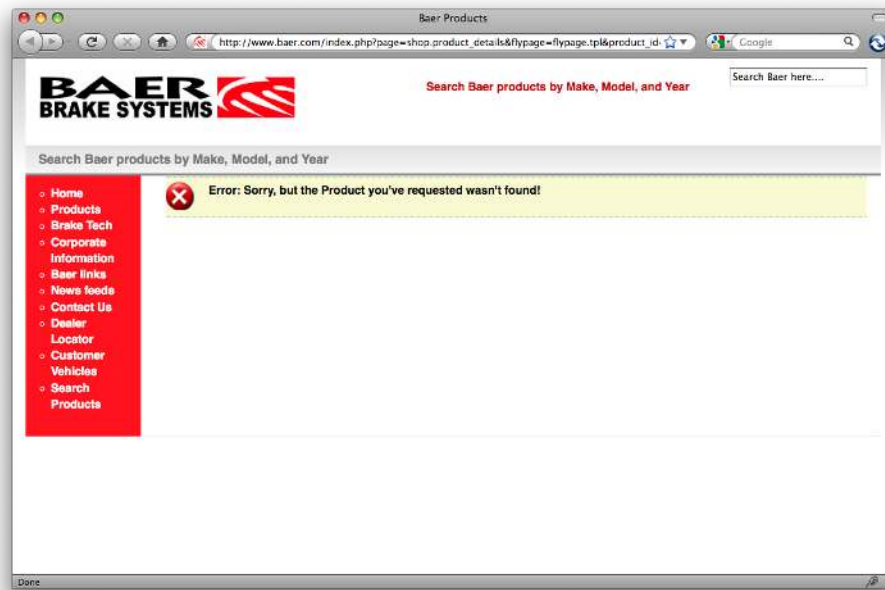 Baer Products
http://www.baer.com/index.php?page=shop.product_details&flypage=flypage.tpl&product_id-
Google
BAER
BRAKE SYSTEMS
Search Baer products by Make, Model, and Year
Search Baer here....
Search Baer products by Make, Model, and Year
Home
Products
Brake Tech
Corporate
Information
Baer links
News feeds
Contact Us
Dealer
Locator
Customer
Vehicles
Search
Products
Error: Sorry, but the Product you've requested wasn't found!
Done